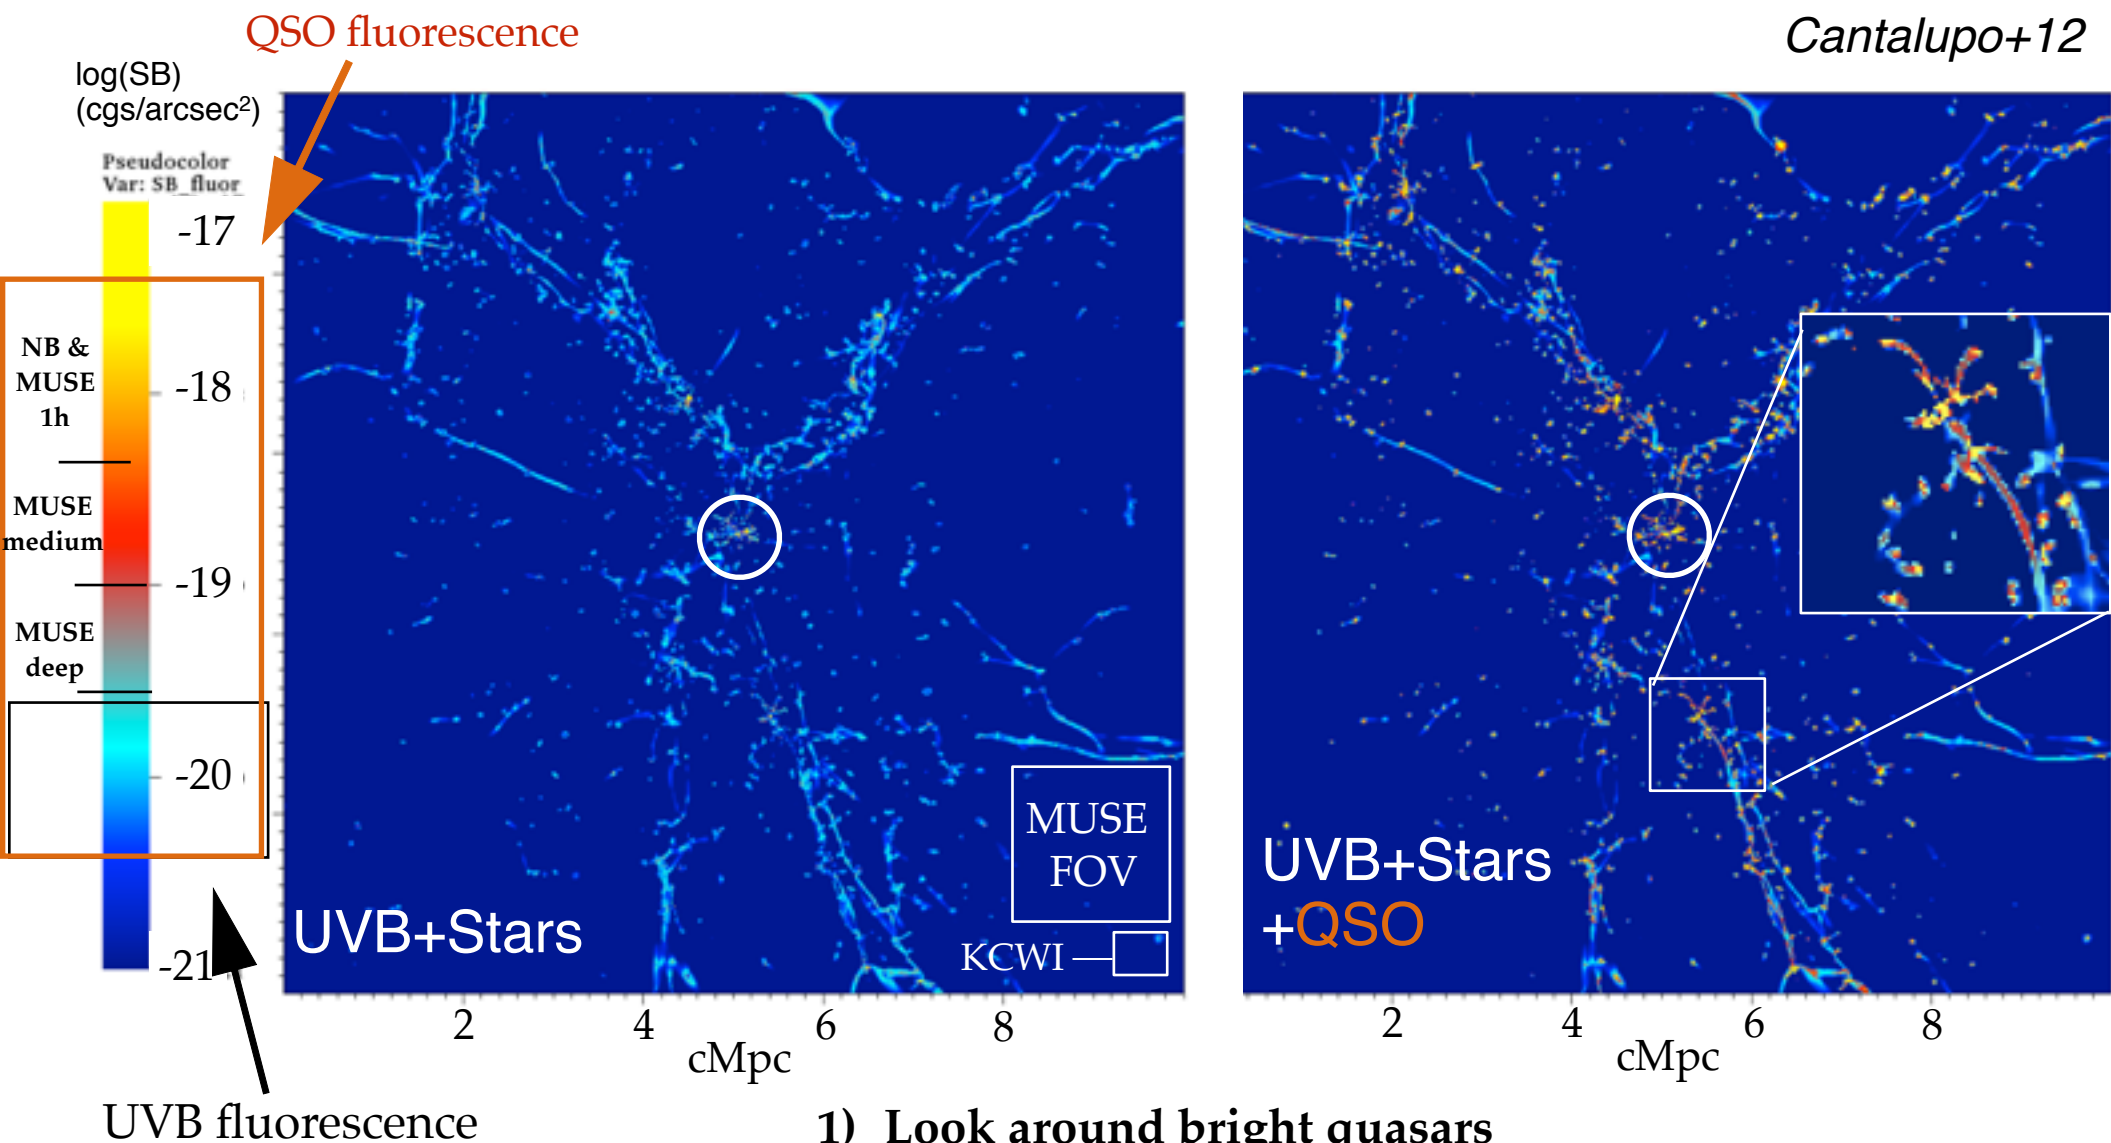 QSO fluorescence
Cantalupo+12
log(SB)
(cgs/arcsec²)
Pseudocolor
Var: SB_fluor
-17
-18
-19
-20
-21
NB &
MUSE
1h
MUSE
medium
MUSE
deep
UVB+Stars
MUSE
FOV
KCWI
UVB+Stars
+QSO
2 4 6 8
cMpc
2 4 6 8
cMpc
UVB fluorescence
1) Look around bright quasars